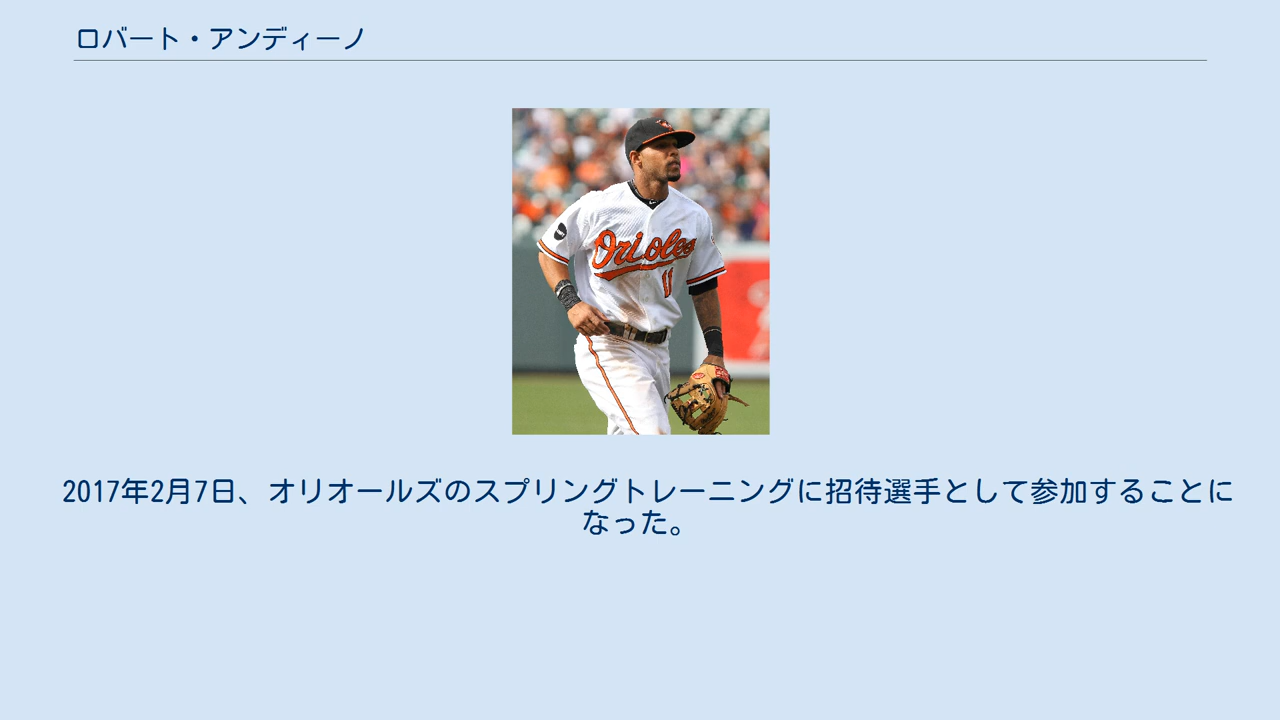 ロバート・アンディーノ
Orioles
11
2017年2月7日、オリオールズのスプリングトレーニングに招待選手として参加することに
なった。